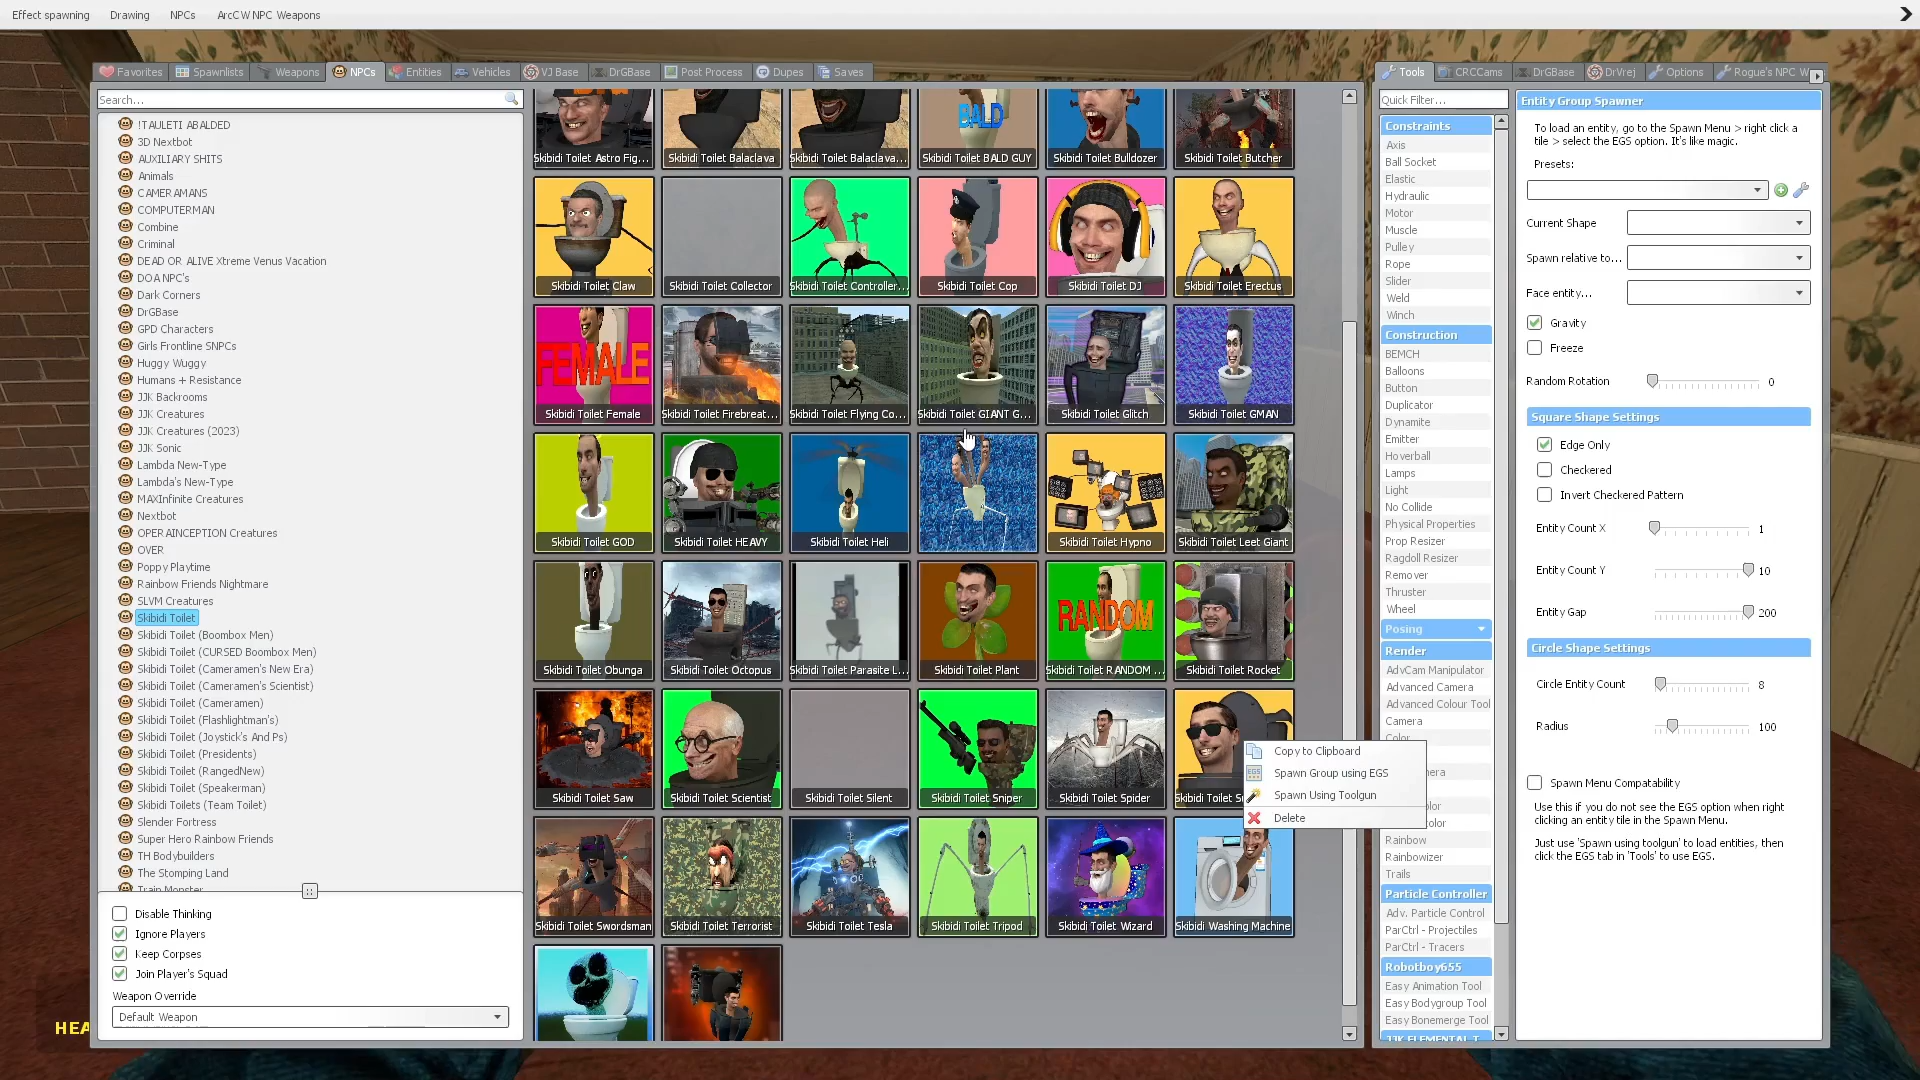 Effect spawning Drawing NPCs ArcCW NPC Weapons
Favorites Spawnlists Weapons NPCs Entities Vehicles VJ Base DrGBase Post Process Dupes Saves
Search...
!TAULETI ABALDED
3D Nextbot
AUXILIARY SHITS
Animals
CAMERAMANS
COMPUTERMAN
Combine
Criminal
DEAD OR ALIVE Xtreme Venus Vacation
DOA NPC's
Dark Corners
DrGBase
GPD Characters
Girls Frontline SNPCs
Huggy Wuggy
Humans + Resistance
JJK Backrooms
JJK Creatures
JJK Creatures (2023)
JJK Sonic
Lambda New-Type
Lambda's New-Type
MAXInfinite Creatures
Nextbot
OPERAINCEPTION Creatures
OVER
Poppy Playtime
Rainbow Friends Nightmare
SLVM Creatures
Skibidi Toilet
Skibidi Toilet (Boombox Men)
Skibidi Toilet (CURSED Boombox Men)
Skibidi Toilet (Cameramen's New Era)
Skibidi Toilet (Cameramen's Scientist)
Skibidi Toilet (Cameramen)
Skibidi Toilet (Flashlightman's)
Skibidi Toilet (Joystick's And Ps)
Skibidi Toilet (Presidents)
Skibidi Toilet (RangedNew)
Skibidi Toilet (Speakerman)
Skibidi Toilets (Team Toilet)
Slender Fortress
Super Hero Rainbow Friends
TH Bodybuilders
The Stomping Land
Train Monster
Disable Thinking
Ignore Players
Keep Corpses
Join Player's Squad
Weapon Override
Default Weapon
HEA
BALD
Skibidi Toilet Astro Fig... Skibidi Toilet Balaclava Skibidi Toilet Balaclava... Skibidi Toilet BALD GUY Skibidi Toilet Bulldozer Skibidi Toilet Butcher
Skibidi Toilet Claw Skibidi Toilet Collector Skibidi Toilet Controller... Skibidi Toilet Cop Skibidi Toilet DJ Skibidi Toilet Erectus
FEMALE
Skibidi Toilet Female Skibidi Toilet Firebreat... Skibidi Toilet Flying Co... Skibidi Toilet GIANT G... Skibidi Toilet Glitch Skibidi Toilet GMAN
Skibidi Toilet GOD Skibidi Toilet HEAVY Skibidi Toilet Heli Skibidi Toilet Hypno Skibidi Toilet Leet Giant
RANDOM
Skibidi Toilet Obunga Skibidi Toilet Octopus Skibidi Toilet Parasite L... Skibidi Toilet Plant Skibidi Toilet RANDOM ... Skibidi Toilet Rocket
Skibidi Toilet Saw Skibidi Toilet Scientist Skibidi Toilet Silent Skibidi Toilet Sniper Skibidi Toilet Spider Skibidi Toilet
Skibidi Toilet Swordsman Skibidi Toilet Terrorist Skibidi Toilet Tesla Skibidi Toilet Tripod Skibidi Toilet Wizard Skibidi Washing Machine
Copy to Clipboard
EGS Spawn Group using EGS
Spawn Using Toolgun
Delete
Tools CRCCams DrGBase DrVrej Options Rogue's NPC W
Quick Filter...
Constraints
Axis
Ball Socket
Elastic
Hydraulic
Motor
Muscle
Pulley
Rope
Slider
Weld
Winch
Construction
BEMCH
Balloons
Button
Duplicator
Dynamite
Emitter
Hoverball
Lamps
Light
No Collide
Physical Properties
Prop Resizer
Ragdoll Resizer
Remover
Thruster
Wheel
Posing
Render
AdvCam Manipulator
Advanced Camera
Advanced Colour Tool
Camera
Color
mera
olor
color
Rainbow
Rainbowizer
Trails
Particle Controller
Adv. Particle Control
ParCtrl - Projectiles
ParCtrl - Tracers
Robotboy655
Easy Animation Tool
Easy Bodygroup Tool
Easy Bonemerge Tool
JJK ELEMENTAL T
Entity Group Spawner
To load an entity, go to the Spawn Menu > right click a
tile > select the EGS option. It's like magic.
Presets:
Current Shape
Spawn relative to...
Face entity...
Gravity
Freeze
Random Rotation 0
Square Shape Settings
Edge Only
Checkered
Invert Checkered Pattern
Entity Count X 1
Entity Count Y 10
Entity Gap 200
Circle Shape Settings
Circle Entity Count 8
Radius 100
Spawn Menu Compatability
Use this if you do not see the EGS option when right
clicking an entity tile in the Spawn Menu.
Just use 'Spawn using toolgun' to load entities, then
click the EGS tab in 'Tools' to use EGS.